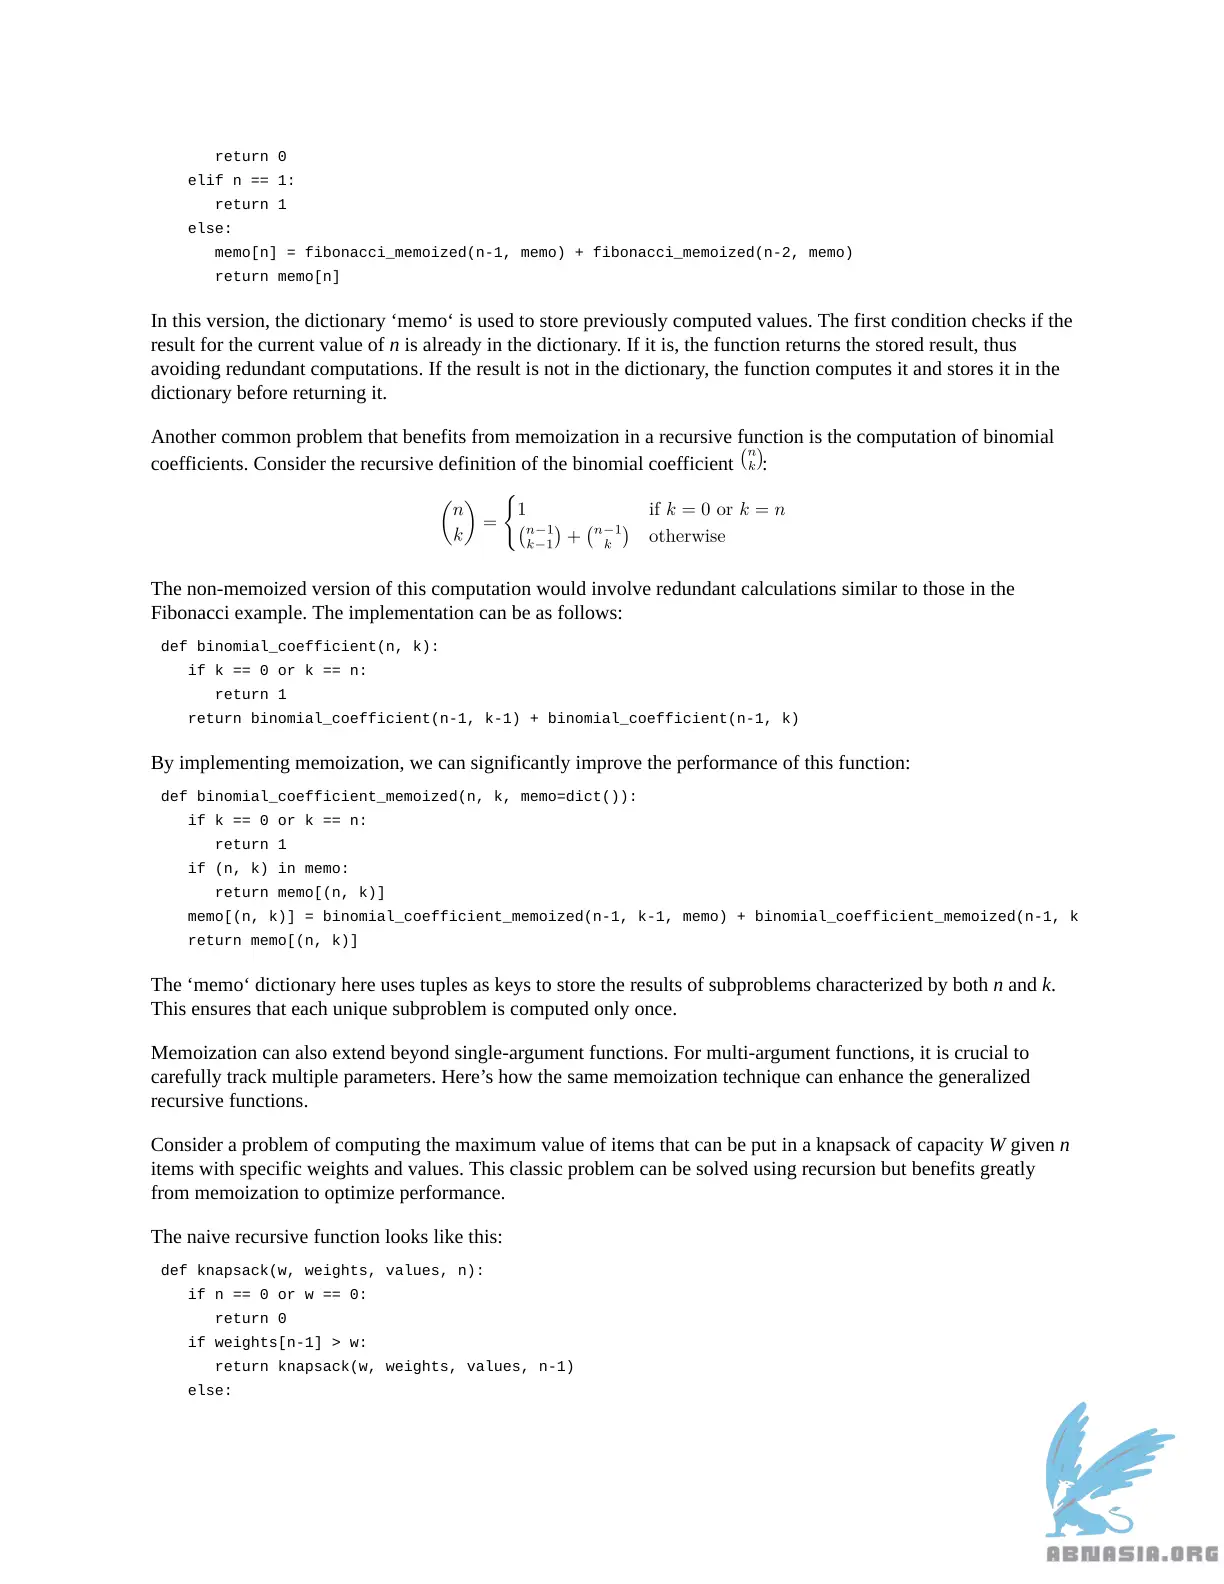 return 0
elif n == 1:
return 1
else:
memo[n] = fibonacci_memoized(n-1, memo) + fibonacci_memoized(n-2, memo)
return memo[n]
In this version, the dictionary ‘memo‘ is used to store previously computed values. The first condition checks if the
result for the current value of n is already in the dictionary. If it is, the function returns the stored result, thus
avoiding redundant computations. If the result is not in the dictionary, the function computes it and stores it in the
dictionary before returning it.
Another common problem that benefits from memoization in a recursive function is the computation of binomial
coefficients. Consider the recursive definition of the binomial coefficient (n k):
(n k) = { 1 if k = 0 or k = n
(n−1 k−1) + (n−1 k) otherwise
The non-memoized version of this computation would involve redundant calculations similar to those in the
Fibonacci example. The implementation can be as follows:
def binomial_coefficient(n, k):
if k == 0 or k == n:
return 1
return binomial_coefficient(n-1, k-1) + binomial_coefficient(n-1, k)
By implementing memoization, we can significantly improve the performance of this function:
def binomial_coefficient_memoized(n, k, memo=dict()):
if k == 0 or k == n:
return 1
if (n, k) in memo:
return memo[(n, k)]
memo[(n, k)] = binomial_coefficient_memoized(n-1, k-1, memo) + binomial_coefficient_memoized(n-1, k
return memo[(n, k)]
The ‘memo‘ dictionary here uses tuples as keys to store the results of subproblems characterized by both n and k.
This ensures that each unique subproblem is computed only once.
Memoization can also extend beyond single-argument functions. For multi-argument functions, it is crucial to
carefully track multiple parameters. Here’s how the same memoization technique can enhance the generalized
recursive functions.
Consider a problem of computing the maximum value of items that can be put in a knapsack of capacity W given n
items with specific weights and values. This classic problem can be solved using recursion but benefits greatly
from memoization to optimize performance.
The naive recursive function looks like this:
def knapsack(w, weights, values, n):
if n == 0 or w == 0:
return 0
if weights[n-1] > w:
return knapsack(w, weights, values, n-1)
else:
ABNASIA.ORG